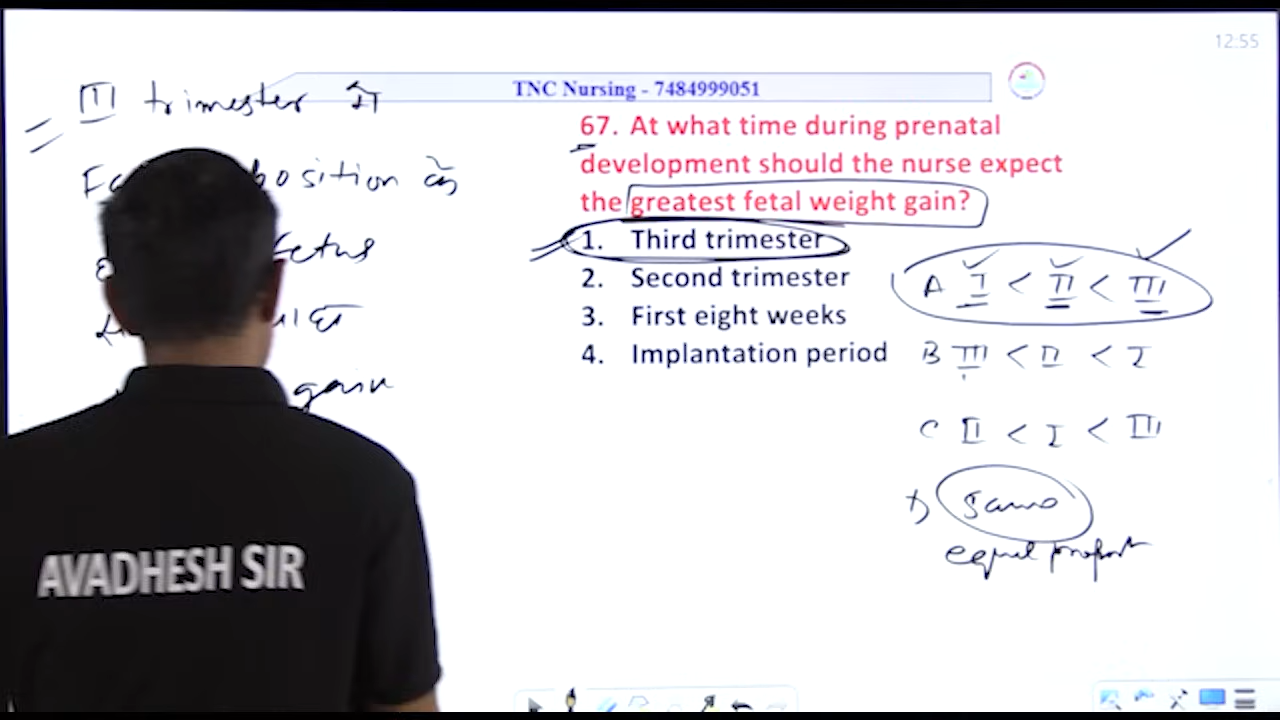 12:55
TNC Nursing - 7484999051
III trimester में
position
Fetus
gain
67. At what time during prenatal
development should the nurse expect
the greatest fetal weight gain?
1. Third trimester
2. Second trimester
3. First eight weeks
4. Implantation period
A I < II < III
B III < II < I
C II < I < III
D) Same
equal
AVADHESH SIR